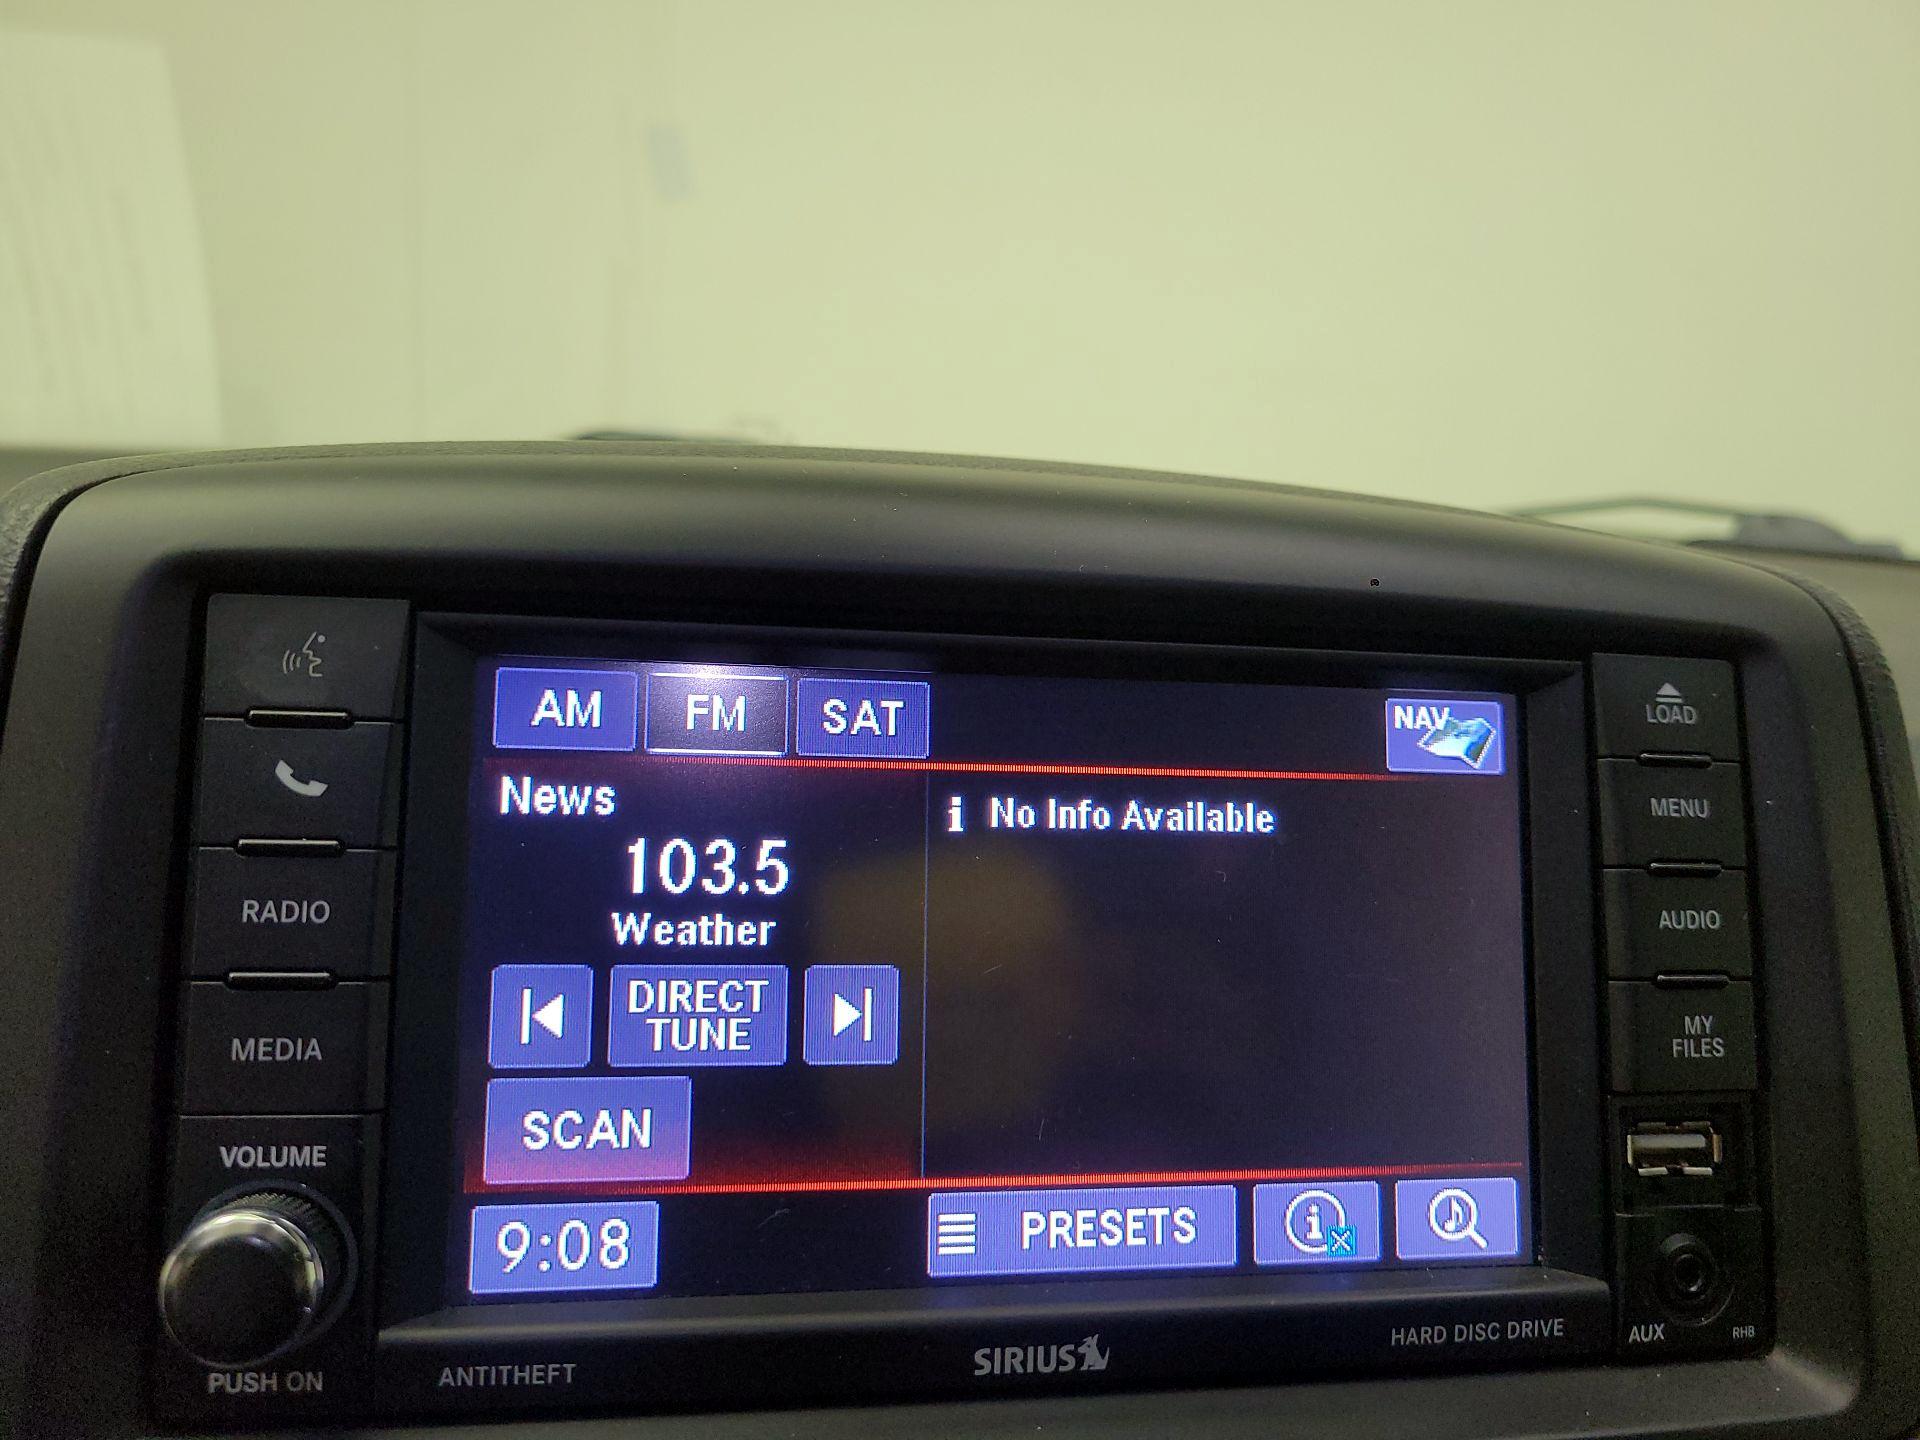 AM
FM
SAT
NAV
News
103.5
Weather
i No Info Available
DIRECT
TUNE
SCAN
9:08
PRESETS
i
RADIO
MEDIA
VOLUME
PUSH ON
LOAD
MENU
AUDIO
MY
FILES
AUX
RHB
ANTITHEFT
SIRIUS
HARD DISC DRIVE